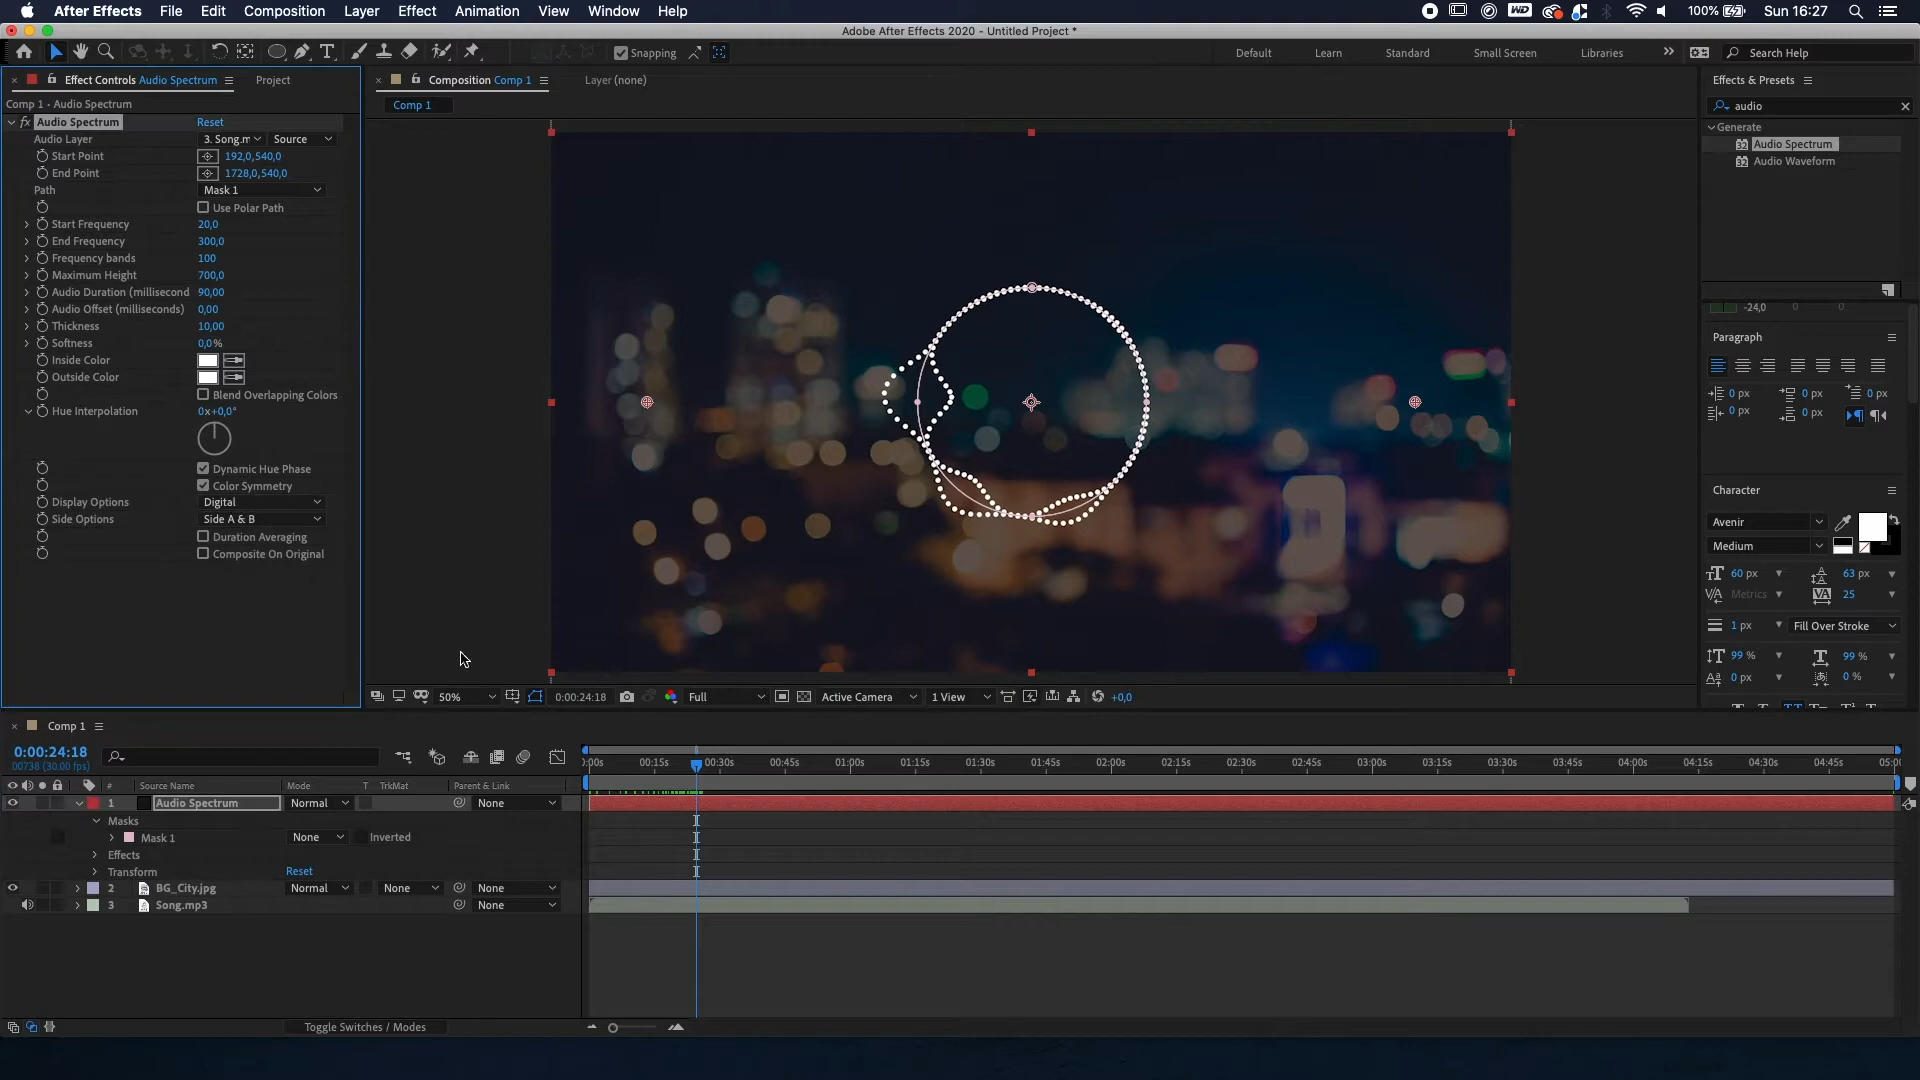 After Effects File Edit Composition Layer Effect Animation View Window Help 100% Sun 16:27
Adobe After Effects 2020 - Untitled Project *
Snapping Default Learn Standard Small Screen Libraries Search Help
Effect Controls Audio Spectrum Project
Composition Comp 1 Layer (none)
Effects & Presets
Comp 1 - Audio Spectrum
Comp 1
audio
fx Audio Spectrum Reset
Audio Layer 3. Song.m Source
Start Point 192,0,540,0
End Point 1728,0,540,0
Path Mask 1
Use Polar Path
Start Frequency 20,0
End Frequency 300,0
Frequency bands 100
Maximum Height 700,0
Audio Duration (millisecond 90,00
Audio Offset (milliseconds) 0,00
Thickness 10,00
Softness 0,0%
Inside Color
Outside Color
Blend Overlapping Colors
Hue Interpolation 0x+0,0°
Dynamic Hue Phase
Color Symmetry
Display Options Digital
Side Options Side A & B
Duration Averaging
Composite On Original
Generate
Audio Spectrum
Audio Waveform
-24,0 0 0
Paragraph
0 px 0 px 0 px
0 px 0 px
Character
Avenir
Medium
60 px 63 px
Metrics 25
1 px Fill Over Stroke
99 % 99 %
0 px 0 %
50% 0:00:24:18 Full Active Camera 1 View +0,0
Comp 1
0:00:24:18
00738 (30.00 fps)
:00s 00:15s 00:30s 00:45s 01:00s 01:15s 01:30s 01:45s 02:00s 02:15s 02:30s 02:45s 03:00s 03:15s 03:30s 03:45s 04:00s 04:15s 04:30s 04:45s 05:0
# Source Name Mode T TrkMat Parent & Link
1 Audio Spectrum Normal None
Masks
Mask 1 None Inverted
Effects
Transform Reset
2 BG_City.jpg Normal None None
3 Song.mp3 None
Toggle Switches / Modes